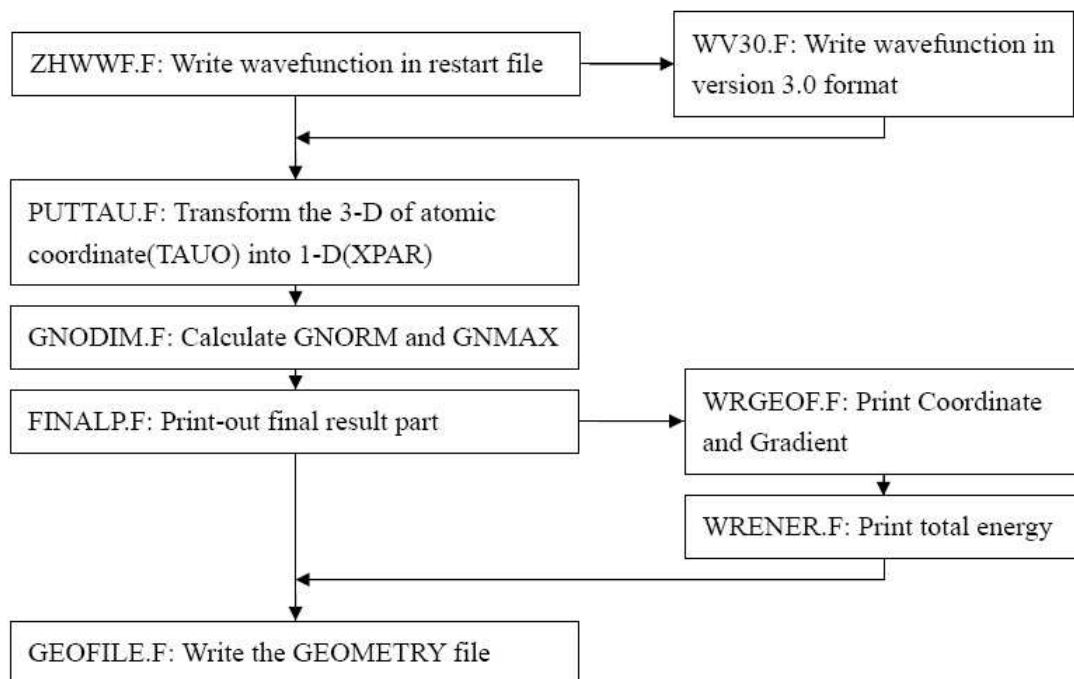 ZHWWF.F: Write wavefunction in restart file
WV30.F: Write wavefunction in
version 3.0 format
PUTTAU.F: Transform the 3-D of atomic
coordinate(TAUO) into 1-D(XPAR)
GNODIM.F: Calculate GNORM and GNMAX
FINALP.F: Print-out final result part
WRGEOF.F: Print Coordinate
and Gradient
WRENER.F: Print total energy
GEOFILE.F: Write the GEOMETRY file